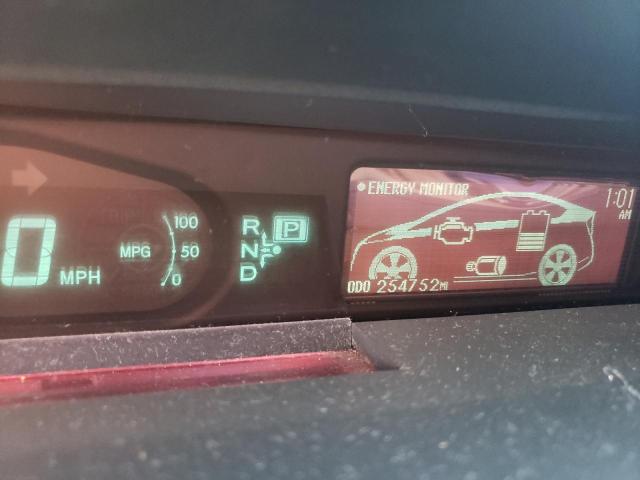 0 MPH
MPG
100
50
0
R
N
D
P
ENERGY MONITOR
1:01
AM
ODO 254752MI